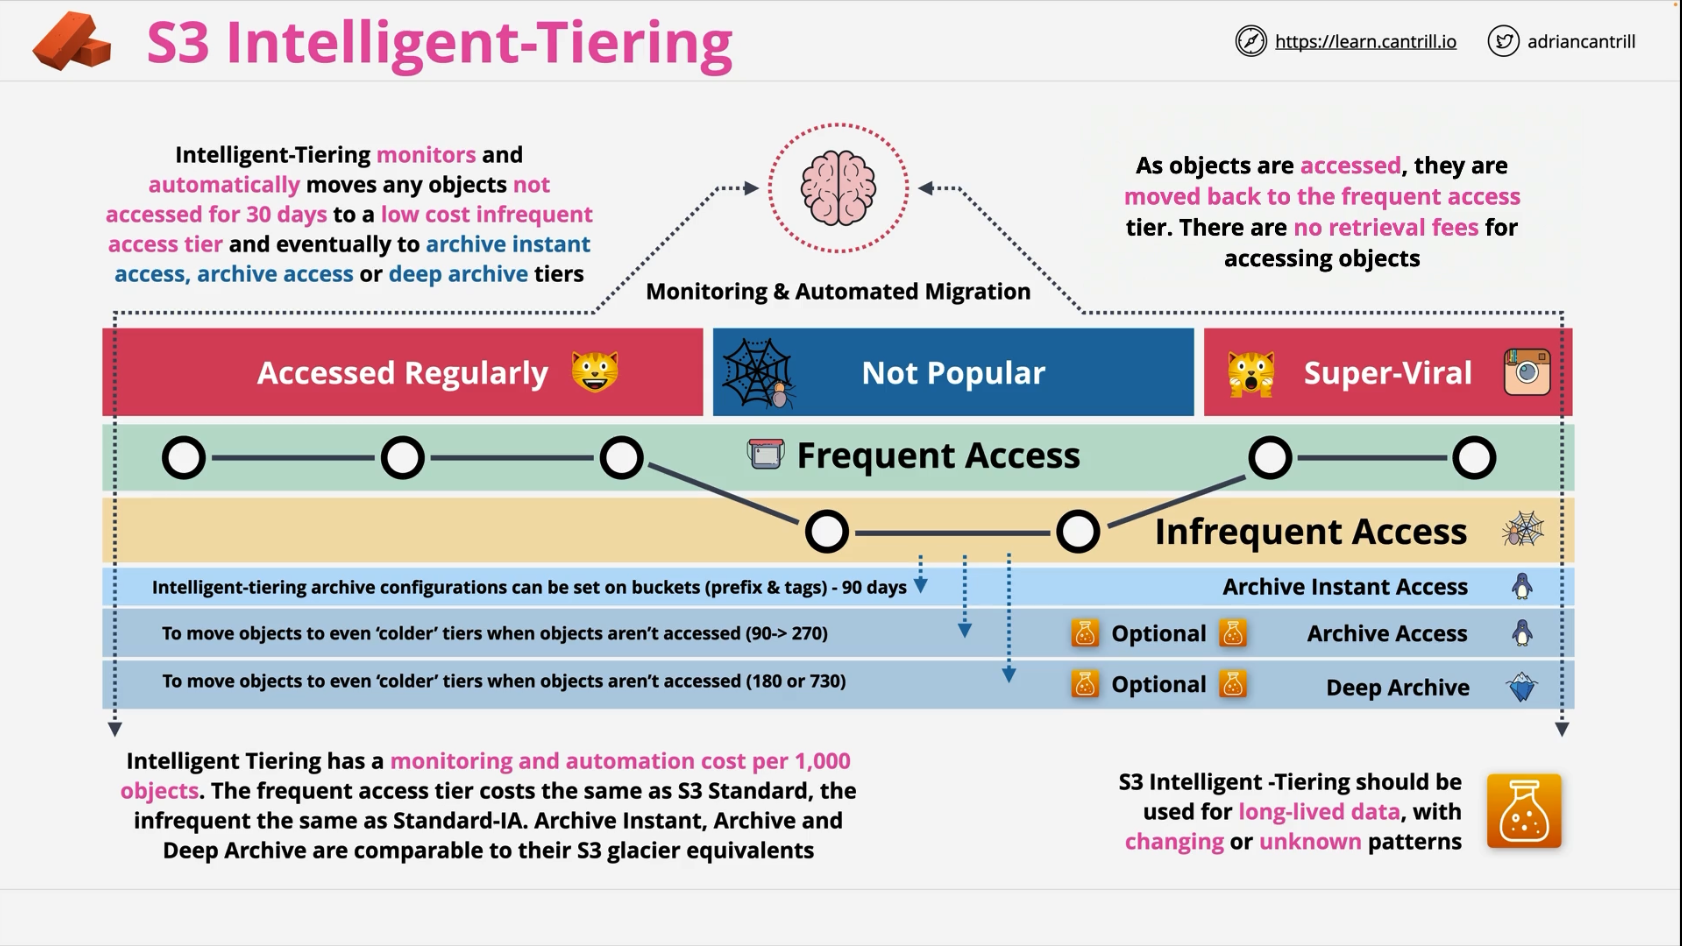 S3 Intelligent-Tiering
https://learn.cantrill.io
adriancantrill
Intelligent-Tiering monitors and
automatically moves any objects not
accessed for 30 days to a low cost infrequent
access tier and eventually to archive instant
access, archive access or deep archive tiers
As objects are accessed, they are
moved back to the frequent access
tier. There are no retrieval fees for
accessing objects
Monitoring & Automated Migration
Accessed Regularly
Not Popular
Super-Viral
Frequent Access
Infrequent Access
Intelligent-tiering archive configurations can be set on buckets (prefix & tags) - 90 days
Archive Instant Access
To move objects to even ‘colder’ tiers when objects aren’t accessed (90-> 270)
Optional
Archive Access
To move objects to even ‘colder’ tiers when objects aren’t accessed (180 or 730)
Optional
Deep Archive
Intelligent Tiering has a monitoring and automation cost per 1,000
objects. The frequent access tier costs the same as S3 Standard, the
infrequent the same as Standard-IA. Archive Instant, Archive and
Deep Archive are comparable to their S3 glacier equivalents
S3 Intelligent -Tiering should be
used for long-lived data, with
changing or unknown patterns